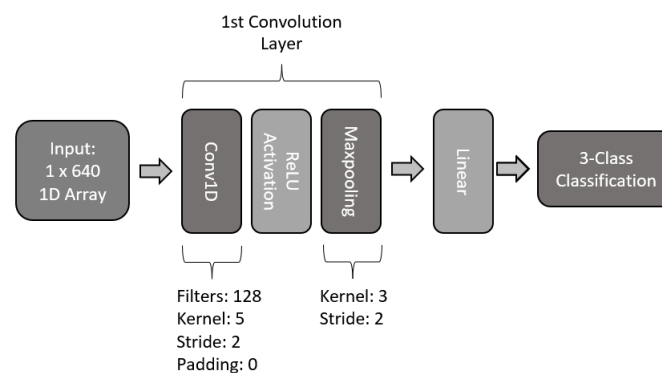 1st Convolution
Layer
Input:
1 x 640
1D Array
Conv1D
ReLU
Activation
Maxpooling
Linear
3-Class
Classification
Filters: 128
Kernel: 5
Stride: 2
Padding: 0
Kernel: 3
Stride: 2